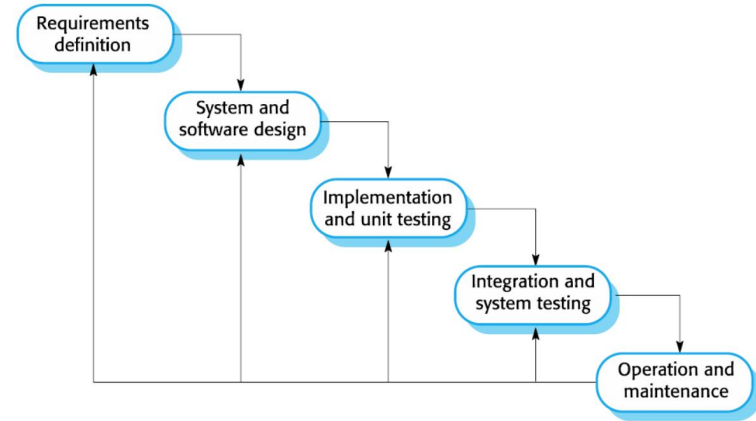 Requirements
definition
System and
software design
Implementation
and unit testing
Integration and
system testing
Operation and
maintenance